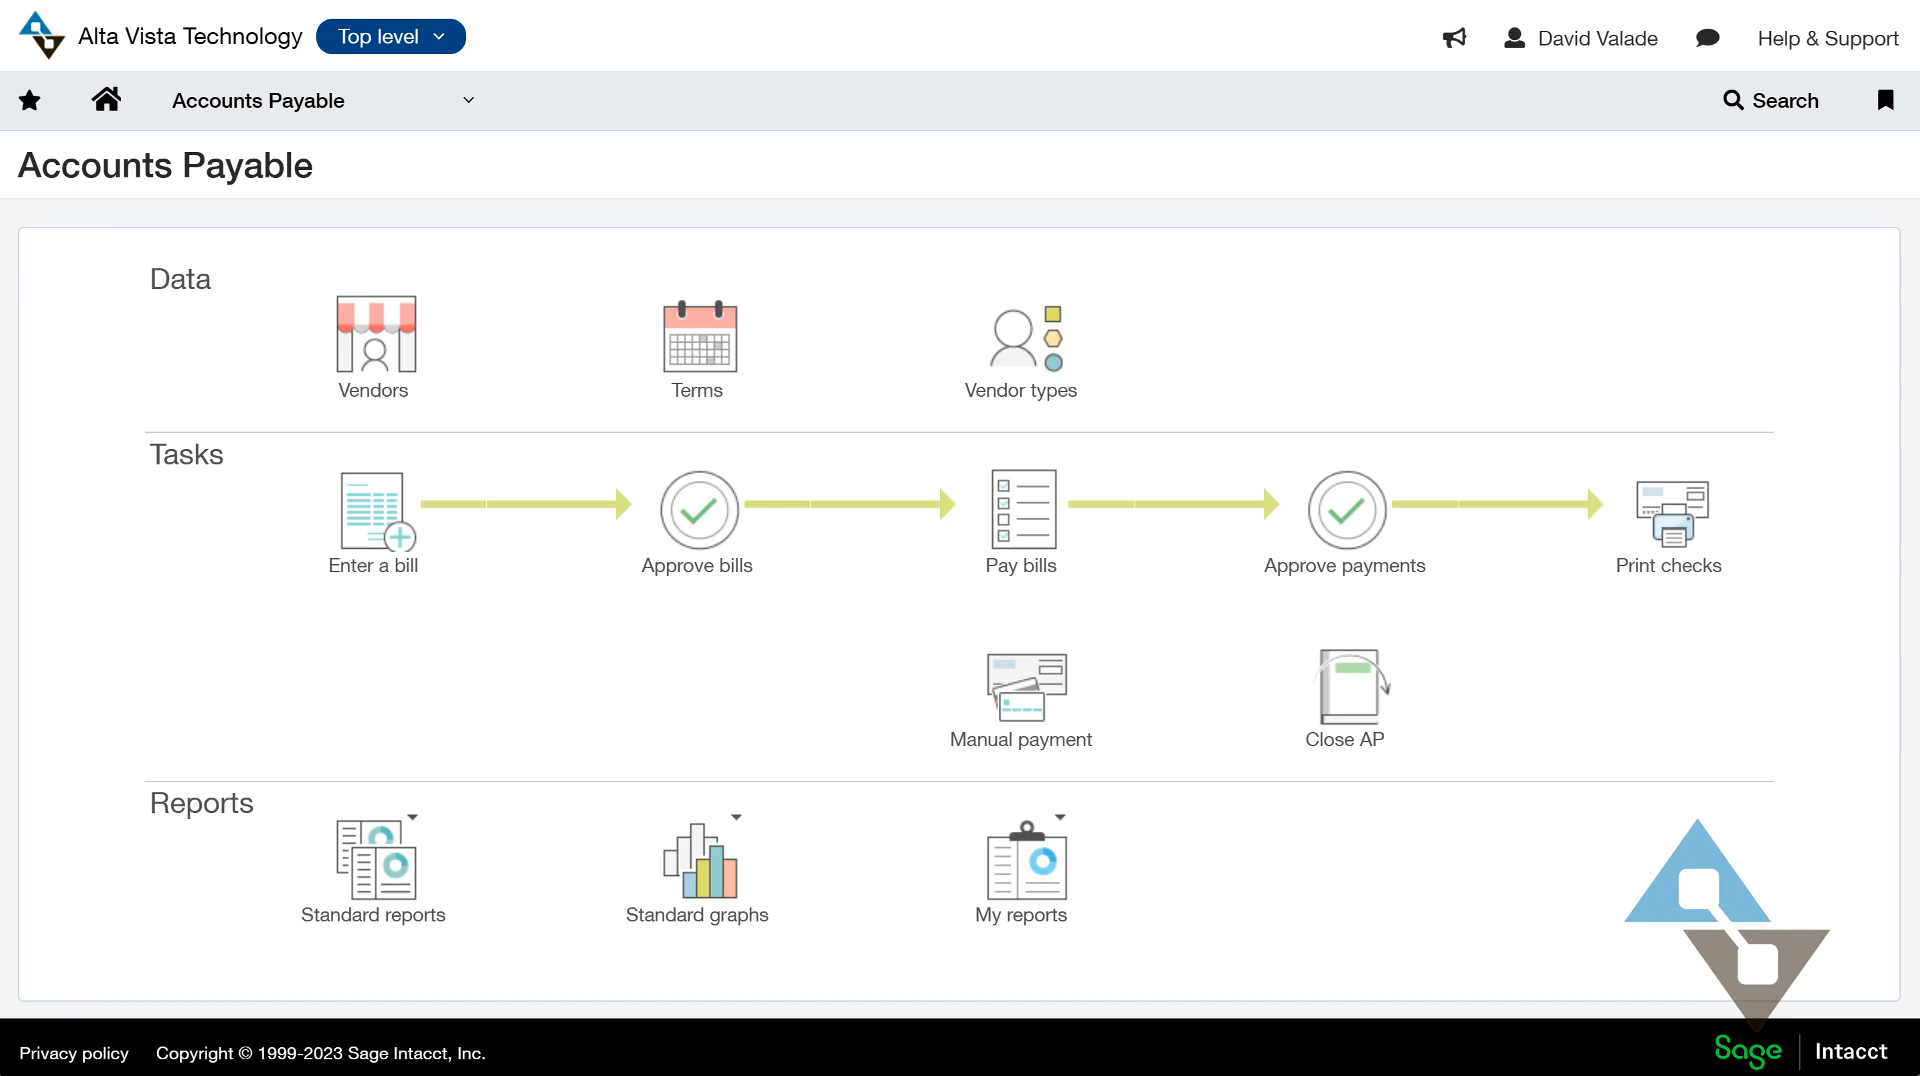 Alta Vista Technology Top level David Valade Help & Support
Accounts Payable Search
Accounts Payable
Data
Vendors Terms Vendor types
Tasks
Enter a bill Approve bills Pay bills Approve payments Print checks
Manual payment Close AP
Reports
Standard reports Standard graphs My reports
Privacy policy Copyright © 1999-2023 Sage Intacct, Inc. Sage Intacct